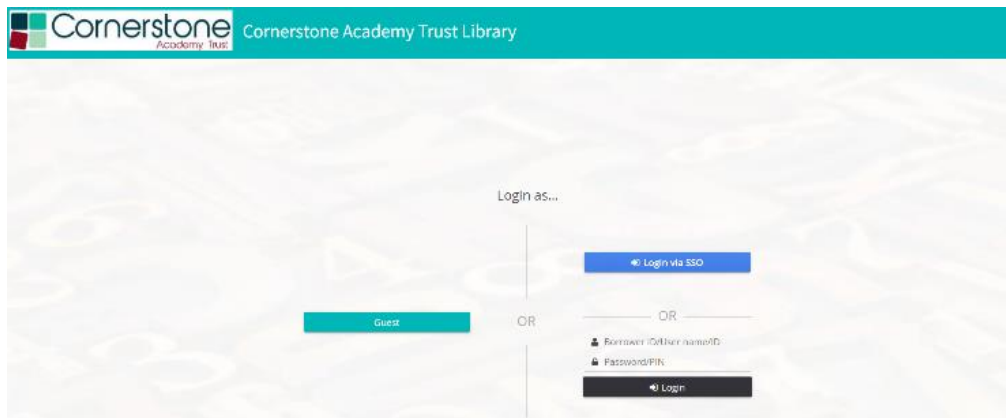 Cornerstone
Academy Trust
Cornerstone Academy Trust Library
Login as...
Login via SSO
Guest
OR
OR
Borrower ID/User name/ID
Password/PIN
Login